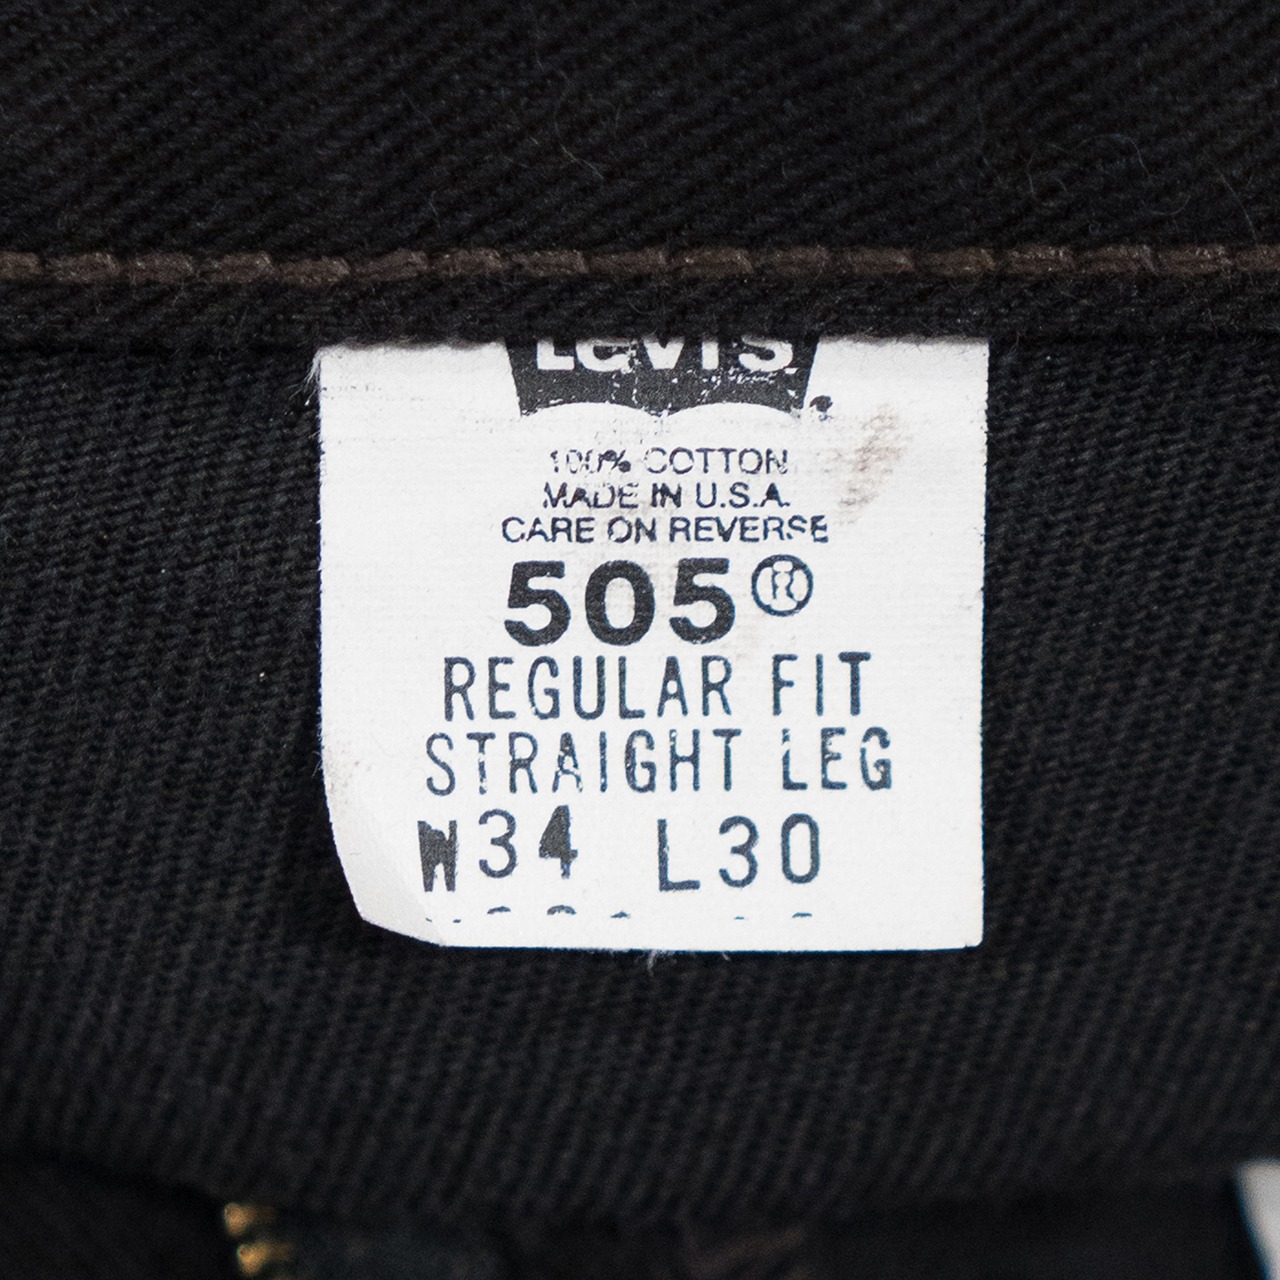 LEVI'S
100% COTTON
MADE IN U.S.A.
CARE ON REVERSE
505®
REGULAR FIT
STRAIGHT LEG
W34 L30